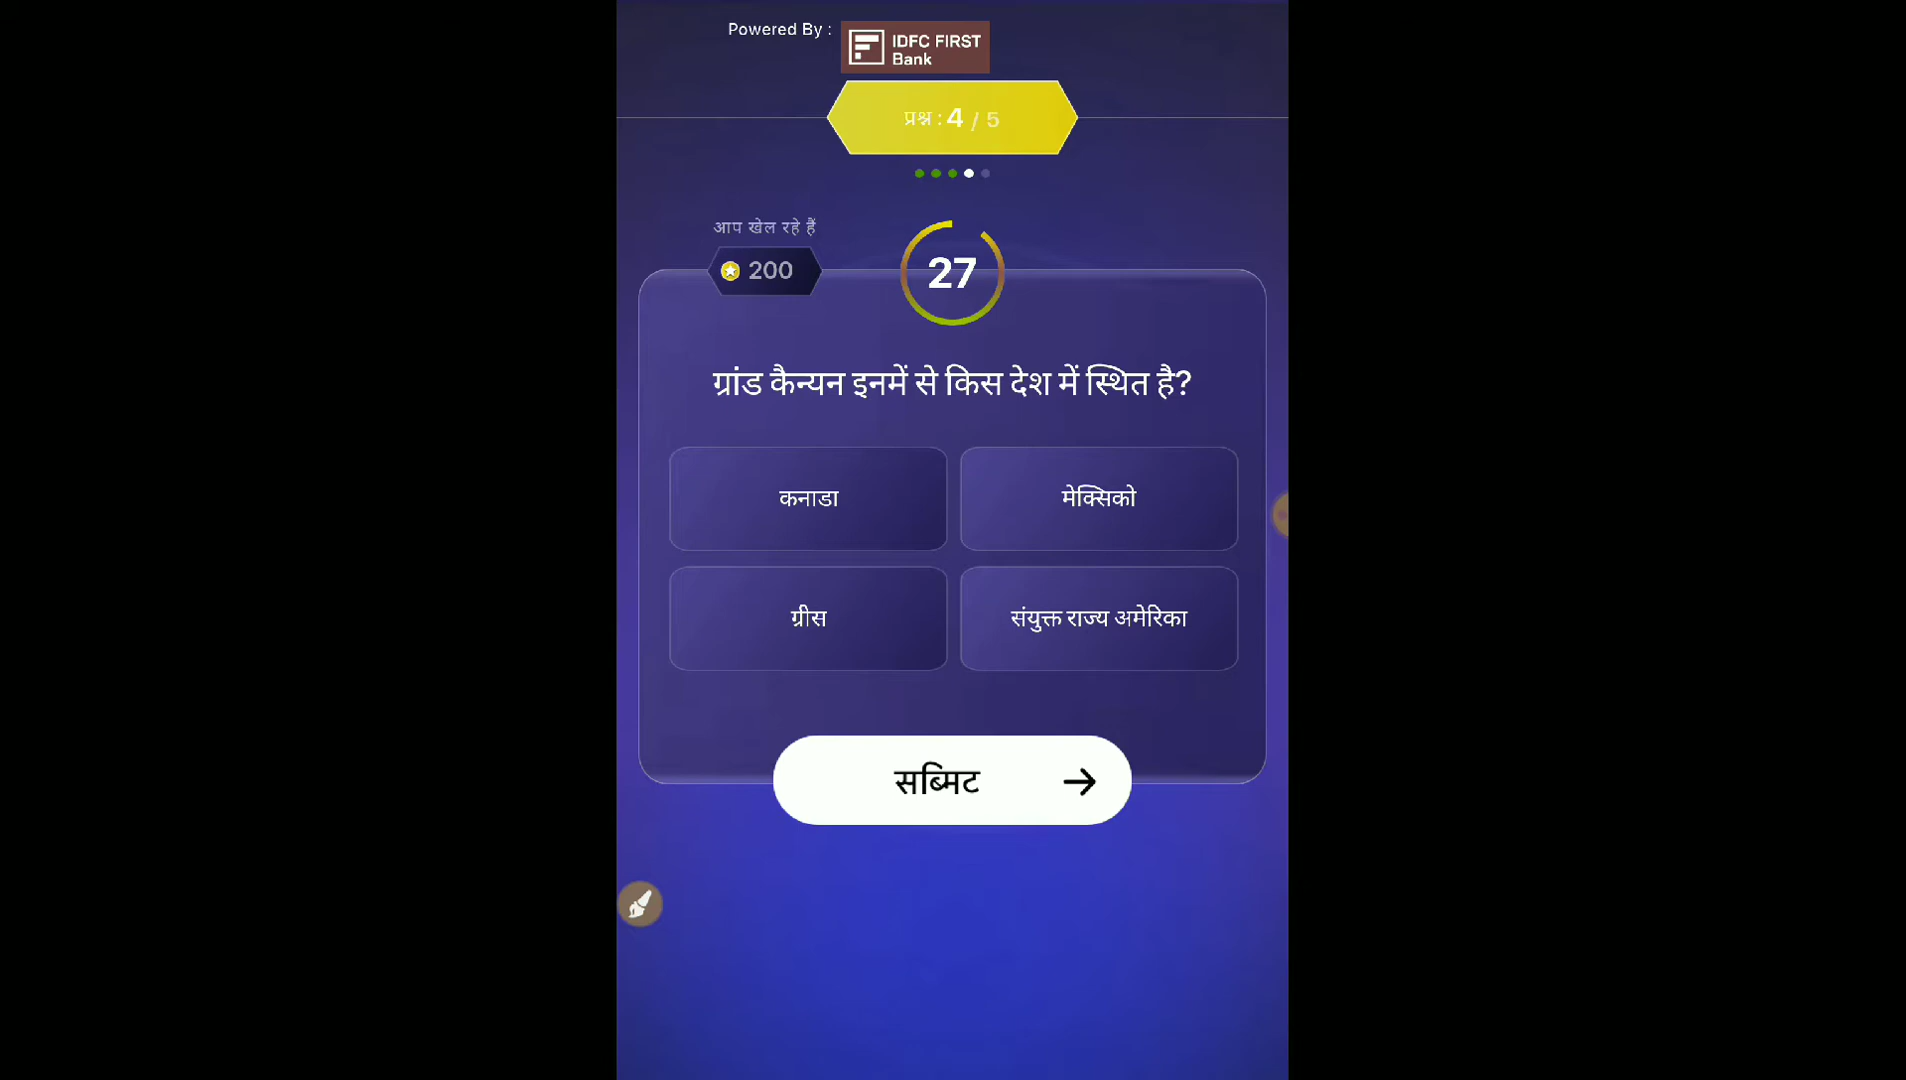 Powered By :
IDFC FIRST
Bank
प्रश्न : 4 / 5
आप खेल रहे हैं
200
27
ग्रांड कैन्यन इनमें से किस देश में स्थित है?
कनाडा
मेक्सिको
ग्रीस
संयुक्त राज्य अमेरिका
सब्मिट